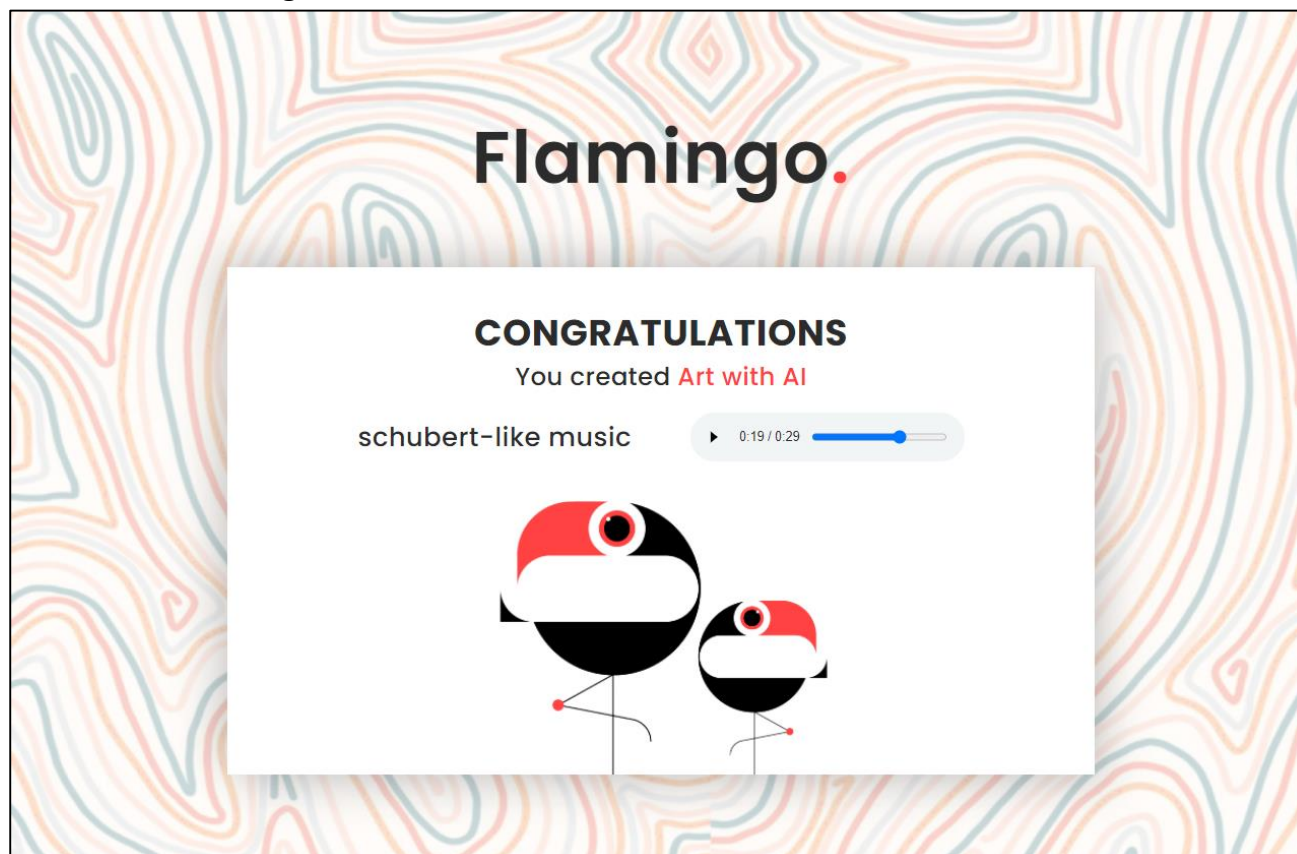 Flamingo.
CONGRATULATIONS
You created Art with AI
schubert-like music
0:19 / 0:29